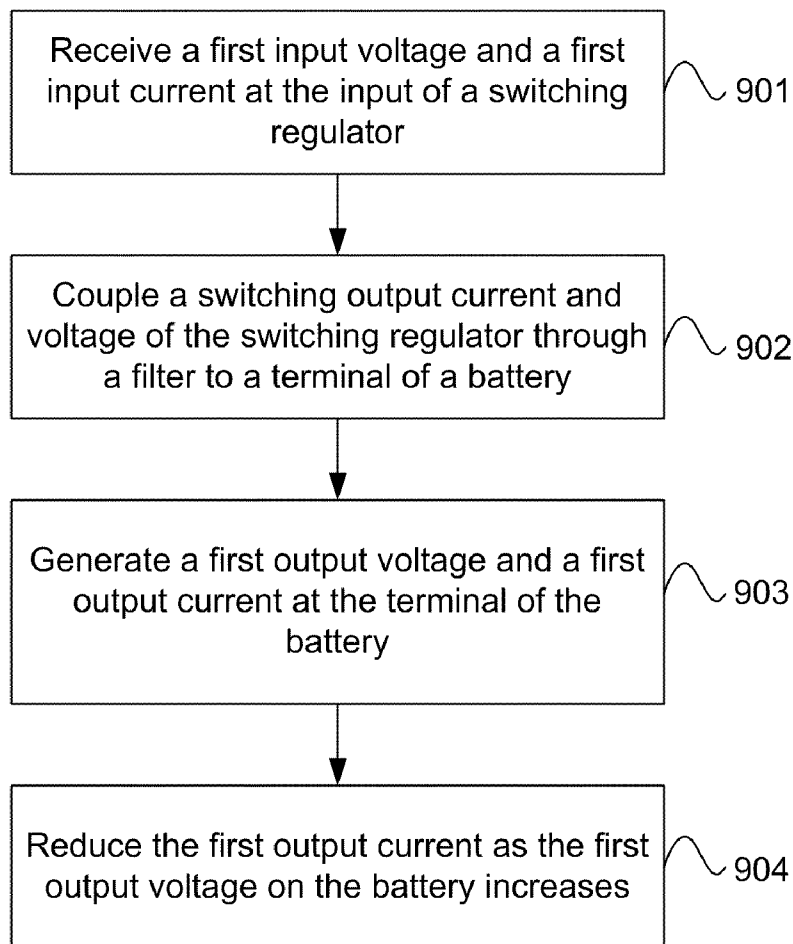 Receive a first input voltage and a first
input current at the input of a switching
regulator
901
Couple a switching output current and
voltage of the switching regulator through
a filter to a terminal of a battery
902
Generate a first output voltage and a first
output current at the terminal of the
battery
903
Reduce the first output current as the first
output voltage on the battery increases
904